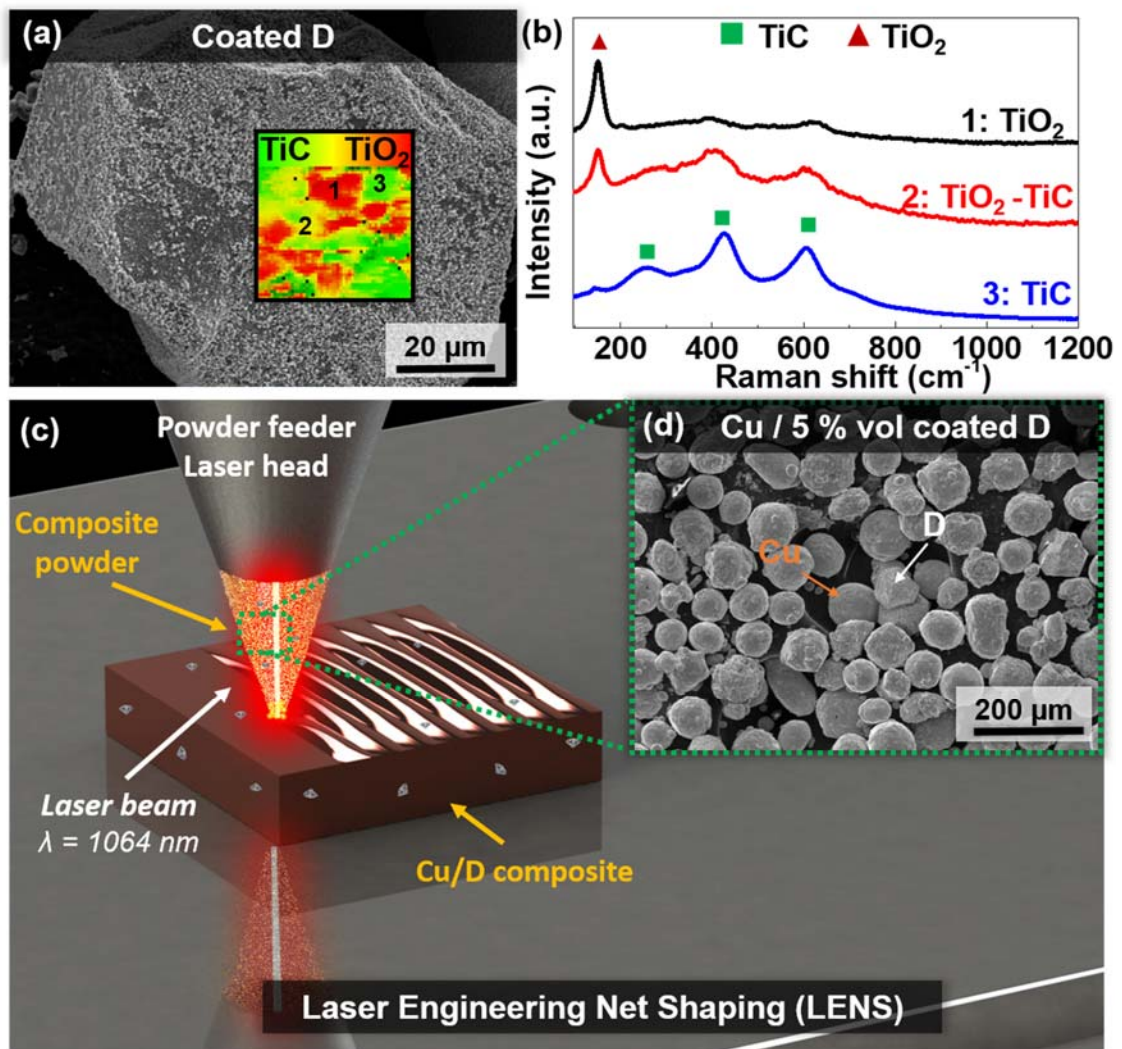 (a)
Coated D
TiC TiO₂
1
3
2
20 µm
(b)
TiC TiO₂
Intensity (a.u.)
1: TiO₂
2: TiO₂ -TiC
3: TiC
200 400 600 800 1000 1200
Raman shift (cm⁻¹)
(c)
Powder feeder
Laser head
Composite
powder
Laser beam
λ = 1064 nm
Cu/D composite
Laser Engineering Net Shaping (LENS)
(d)
Cu / 5 % vol coated D
D
Cu
200 µm